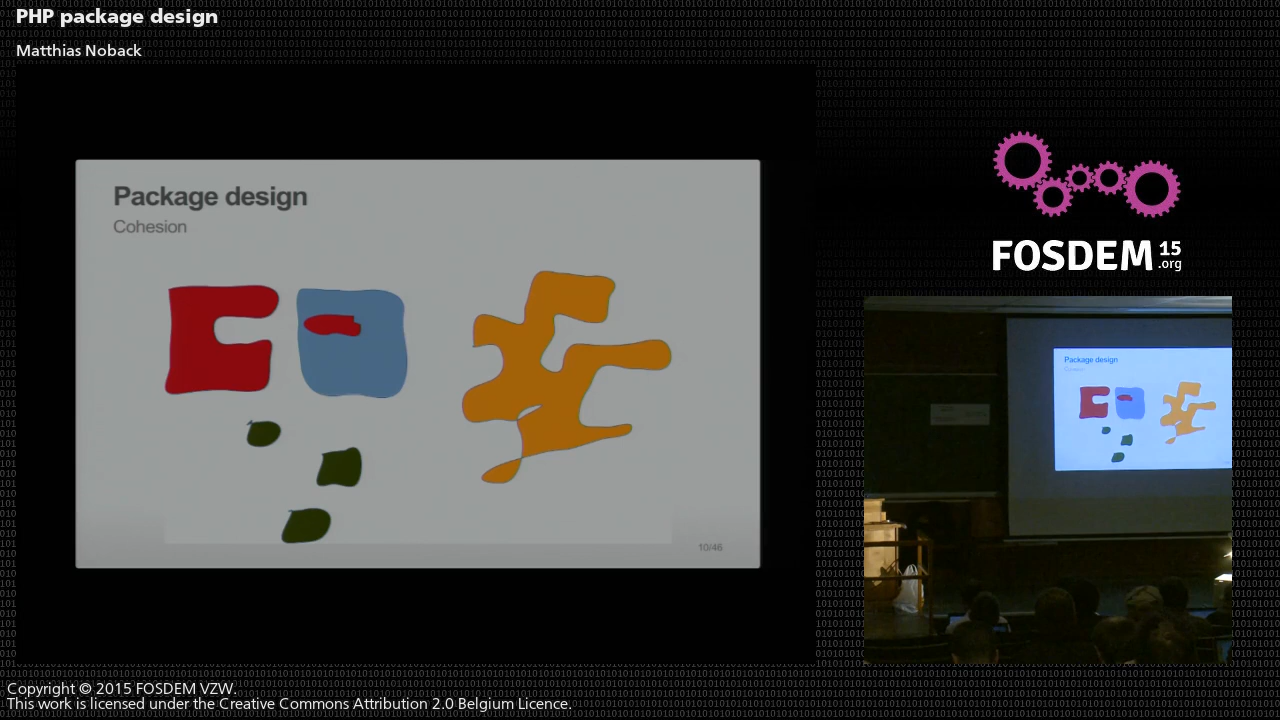 PHP package design
Matthias Noback
Package design
Cohesion
10/46
FOSDEM 15
.org
Package design
Copyright © 2015 FOSDEM VZW.
This work is licensed under the Creative Commons Attribution 2.0 Belgium Licence.